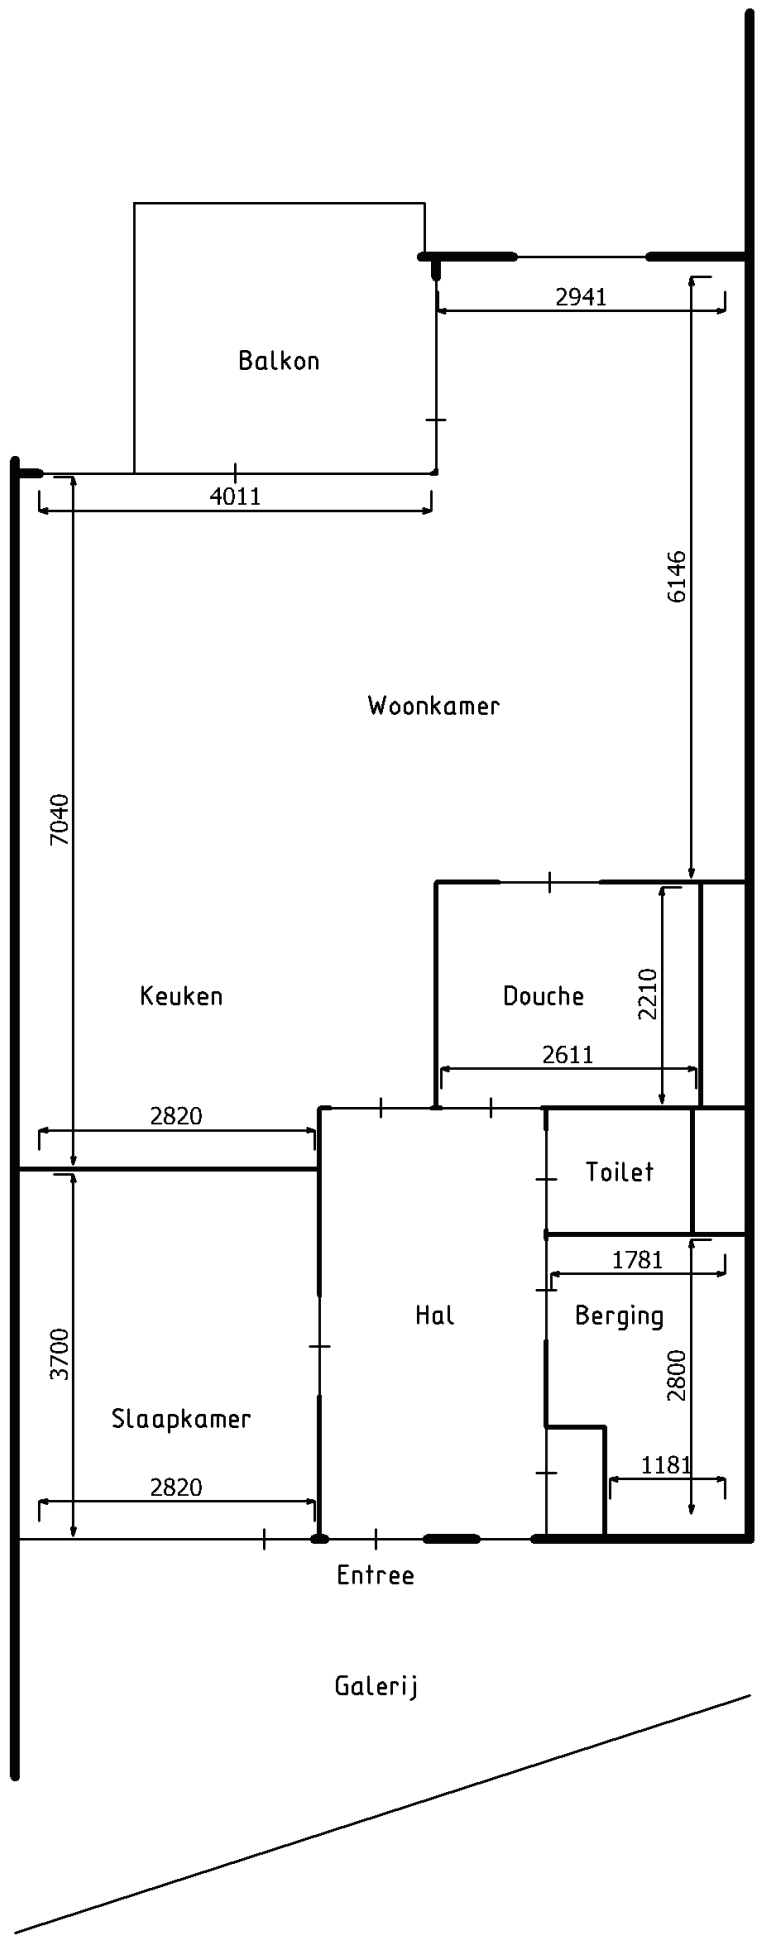 2941
Balkon
4011
6146
Woonkamer
7040
Keuken
Douche
2210
2611
2820
Toilet
1781
Hal
Berging
3700
2800
Slaapkamer
1181
2820
Entree
Galerij